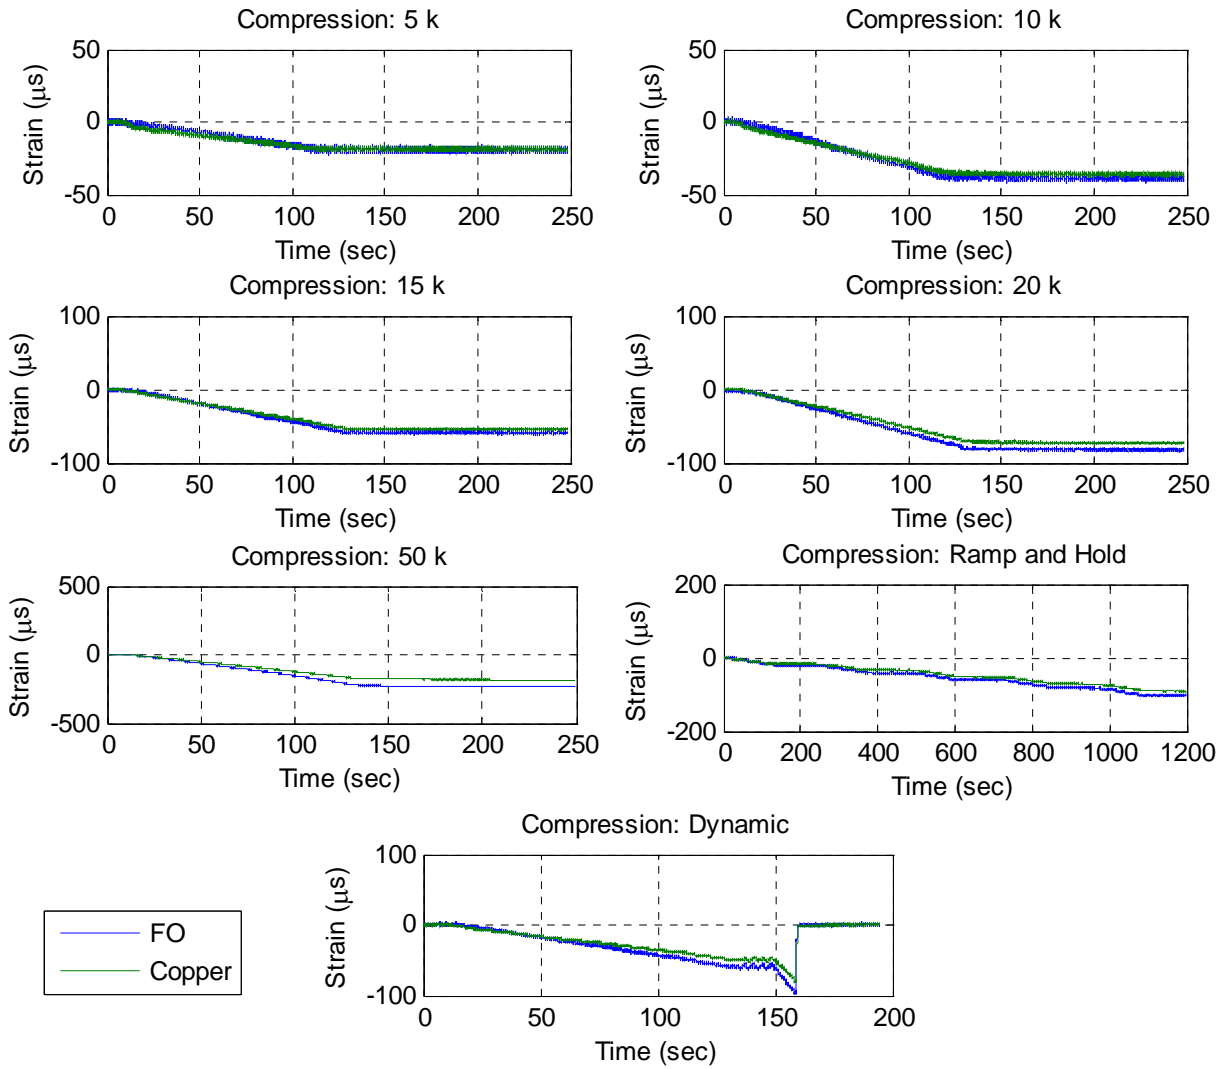 Compression: 5 k
50
0
-50
Strain (μs)
0 50 100 150 200 250
Time (sec)
Compression: 10 k
50
0
-50
Strain (μs)
0 50 100 150 200 250
Time (sec)
Compression: 15 k
100
0
-100
Strain (μs)
0 50 100 150 200 250
Time (sec)
Compression: 20 k
100
0
-100
Strain (μs)
0 50 100 150 200 250
Time (sec)
Compression: 50 k
500
0
-500
Strain (μs)
0 50 100 150 200 250
Time (sec)
Compression: Ramp and Hold
200
0
-200
Strain (μs)
0 200 400 600 800 1000 1200
Time (sec)
Compression: Dynamic
100
0
-100
Strain (μs)
0 50 100 150 200
Time (sec)
FO
Copper